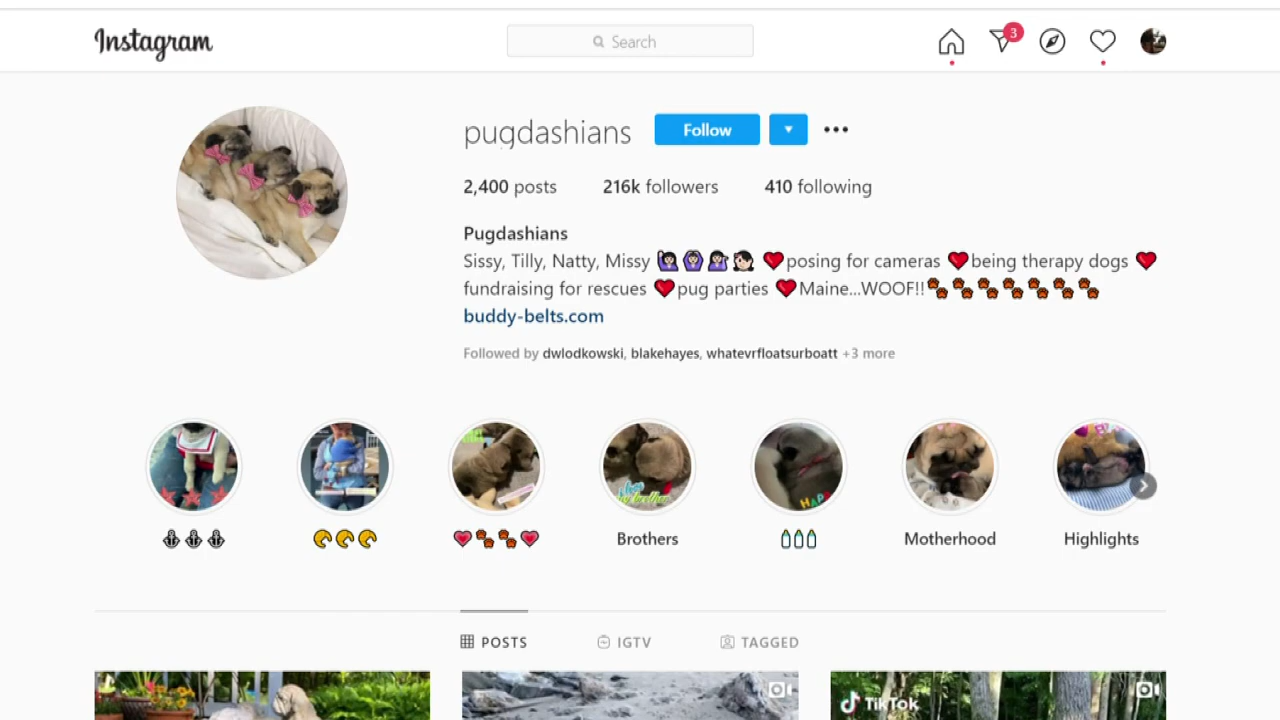 Instagram
Search
3
pugdashians
Follow
2,400 posts 216k followers 410 following
Pugdashians
Sissy, Tilly, Natty, Missy 🙋🏻‍♀️🙆🏻‍♀️💁🏻‍♀️👧🏻 ❤️posing for cameras ❤️being therapy dogs ❤️
fundraising for rescues ❤️pug parties ❤️Maine...WOOF!!🐾🐾🐾🐾🐾🐾🐾
buddy-belts.com
Followed by dwlodkowski, blakehayes, whatevrfloatsurboatt +3 more
Brothers
Motherhood
Highlights
POSTS
IGTV
TAGGED
TikTok